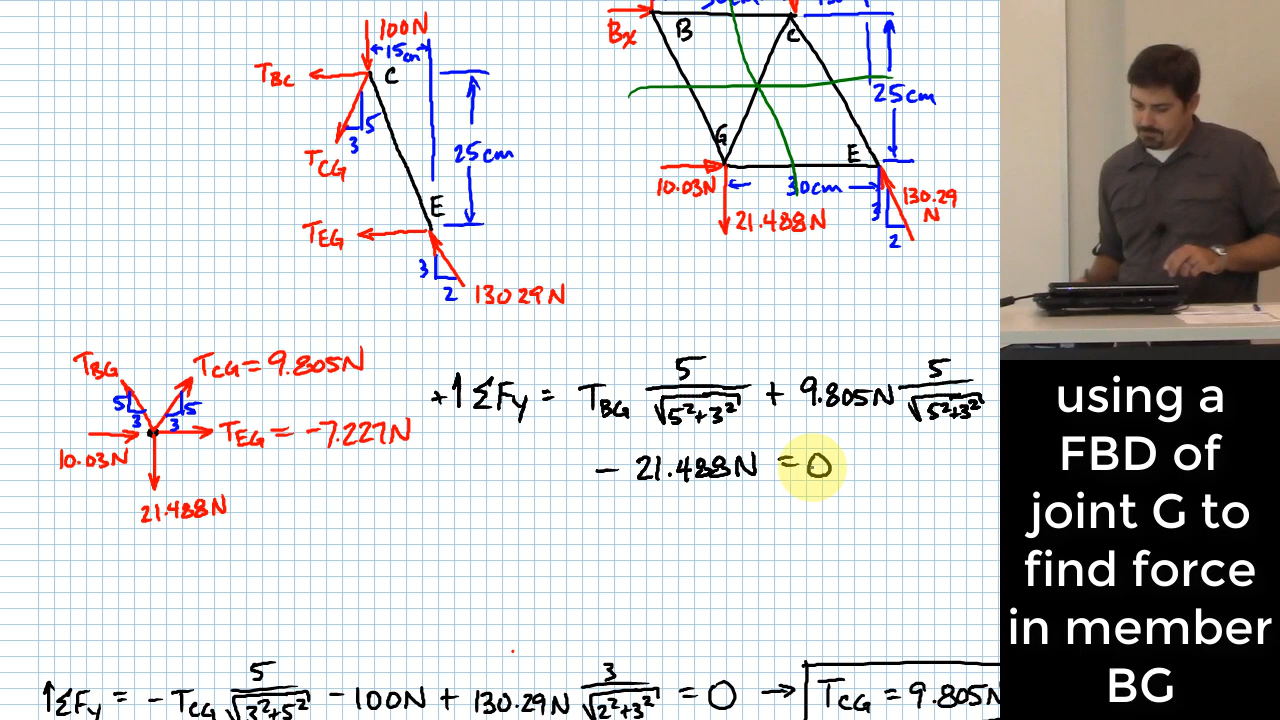 100N
15cm
T_BC
C
5
3
T_CG
25cm
E
T_EG
3
2
130.29N
B_X
B
C
25cm
G
E
10.03N
30cm
21.488N
3
2
130.29
N
T_BG
T_CG = 9.805N
5
3
3
5
T_EG = -7.227N
10.03N
21.488N
+↑ΣF_y = T_BG 5/√(5²+3²) + 9.805N 5/√(5²+3²)
- 21.488N = 0
↑ΣF_y = -T_CG 5/√(3²+5²) - 100N + 130.29N 3/√(2²+3²) = 0 → T_CG = 9.805N
using a
FBD of
joint G to
find force
in member
BG